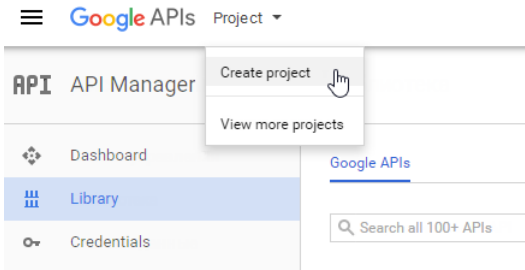 Google APIs Project
Create project
API API Manager
View more projects
Dashboard
Google APIs
Library
Search all 100+ APIs
Credentials